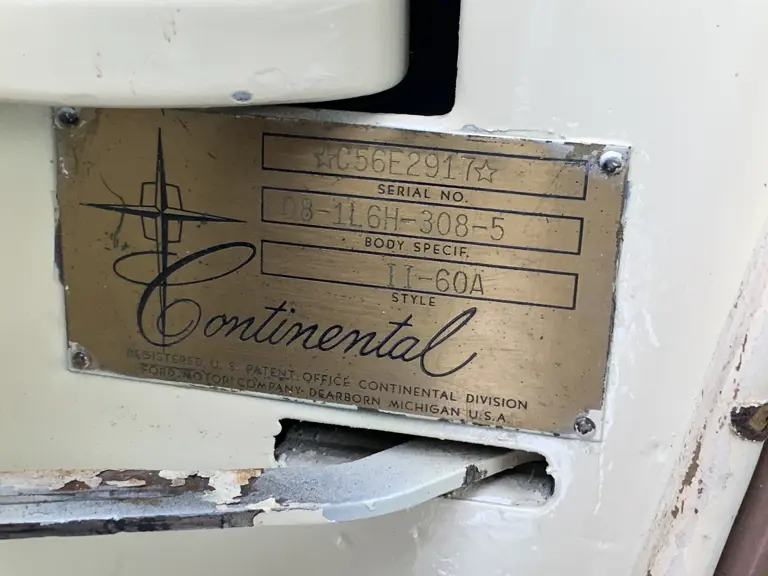 ☆C56E2917☆
SERIAL NO.
08-1L6H-308-5
BODY SPECIF.
II-60A
STYLE
Continental
REGISTERED U. S. PATENT OFFICE CONTINENTAL DIVISION
FORD MOTOR COMPANY-DEARBORN MICHIGAN U.S.A.